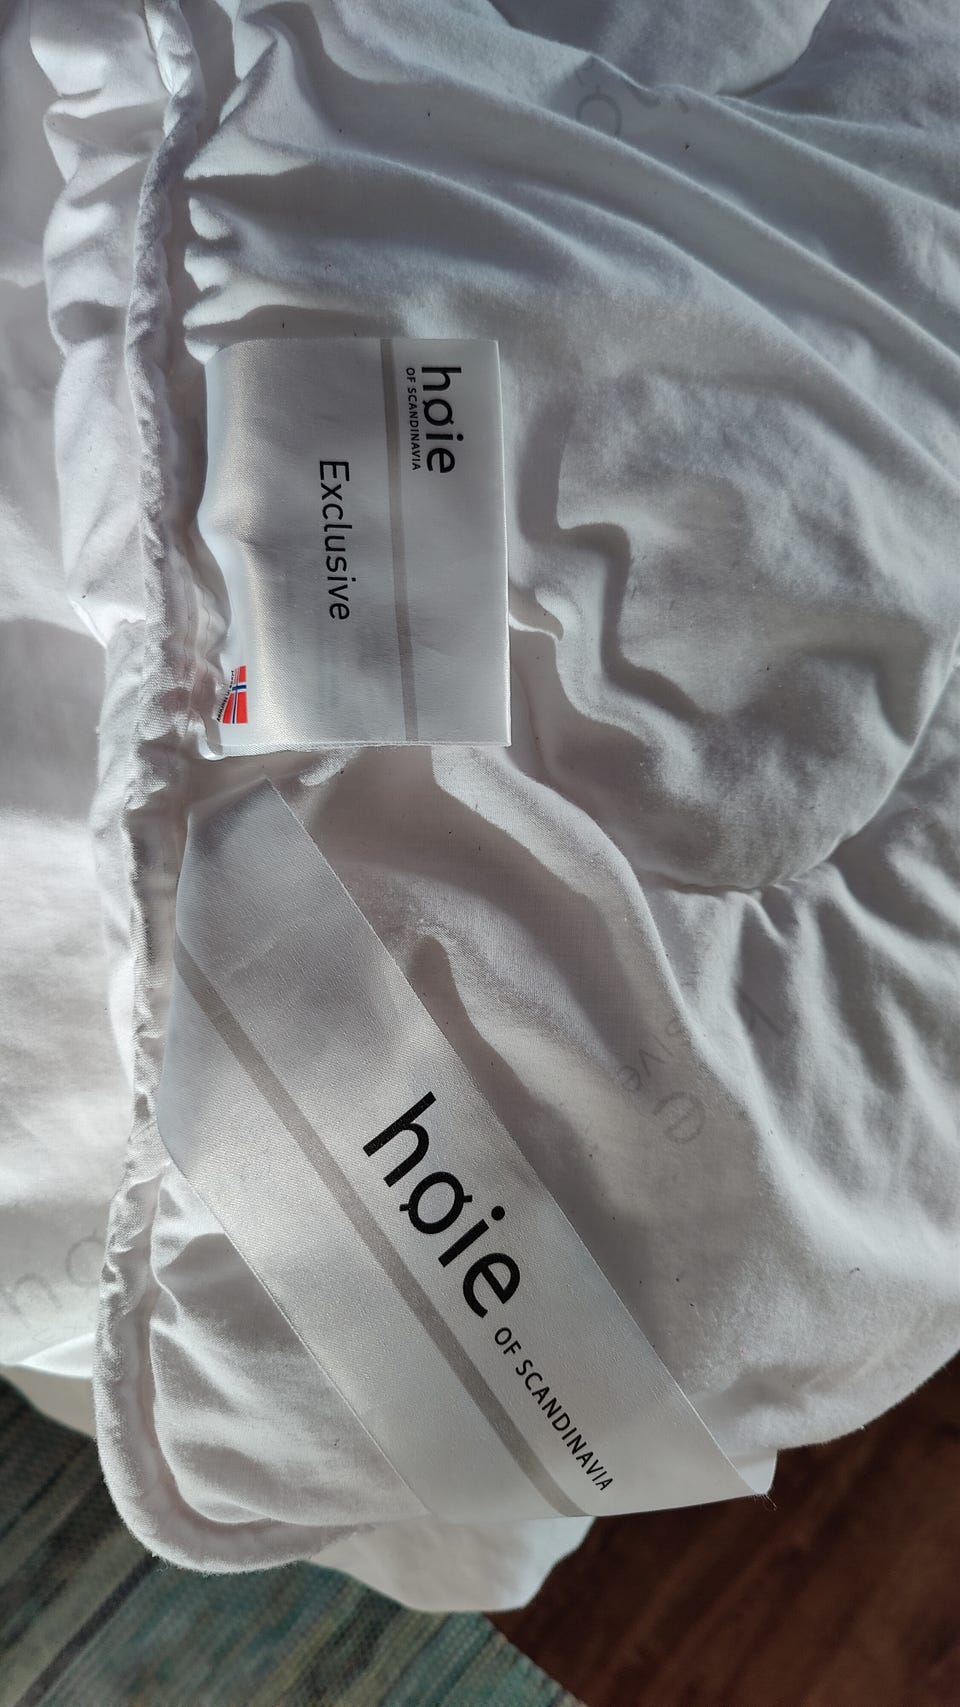 høie
OF SCANDINAVIA
Exclusive
høie OF SCANDINAVIA